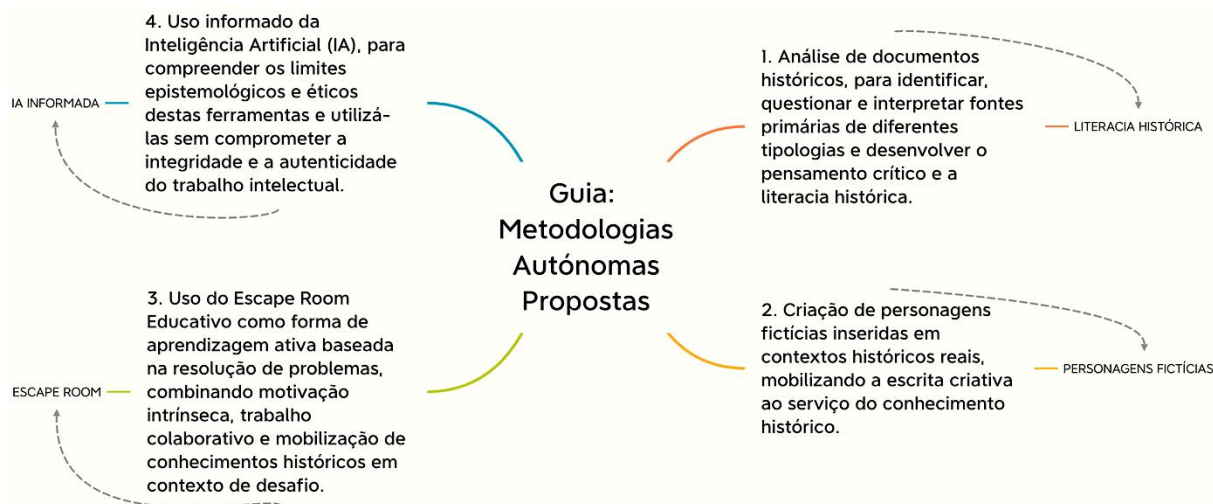 Guia:
Metodologias
Autónomas
Propostas
1. Análise de documentos
históricos, para identificar,
questionar e interpretar fontes
primárias de diferentes
tipologias e desenvolver o
pensamento crítico e a
literacia histórica.
LITERACIA HISTÓRICA
2. Criação de personagens
fictícias inseridas em
contextos históricos reais,
mobilizando a escrita criativa
ao serviço do conhecimento
histórico.
PERSONAGENS FICTÍCIAS
3. Uso do Escape Room
Educativo como forma de
aprendizagem ativa baseada
na resolução de problemas,
combinando motivação
intrínseca, trabalho
colaborativo e mobilização de
conhecimentos históricos em
contexto de desafio.
ESCAPE ROOM
4. Uso informado da
Inteligência Artificial (IA), para
compreender os limites
epistemológicos e éticos
destas ferramentas e utilizá-
las sem comprometer a
integridade e a autenticidade
do trabalho intelectual.
IA INFORMADA